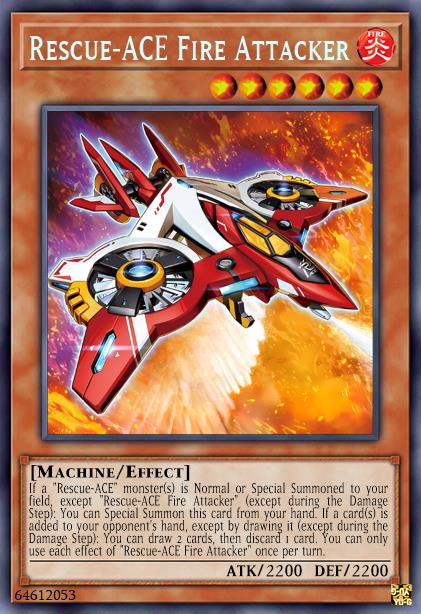 Rescue-ACE Fire Attacker
FIRE
炎
[Machine/Effect]
If a "Rescue-ACE" monster(s) is Normal or Special Summoned to your
field, except "Rescue-ACE Fire Attacker" (except during the Damage
Step): You can Special Summon this card from your hand. If a card(s) is
added to your opponent's hand, except by drawing it (except during the
Damage Step): You can draw 2 cards, then discard 1 card. You can only
use each effect of "Rescue-ACE Fire Attacker" once per turn.
ATK/2200 DEF/2200
64612053